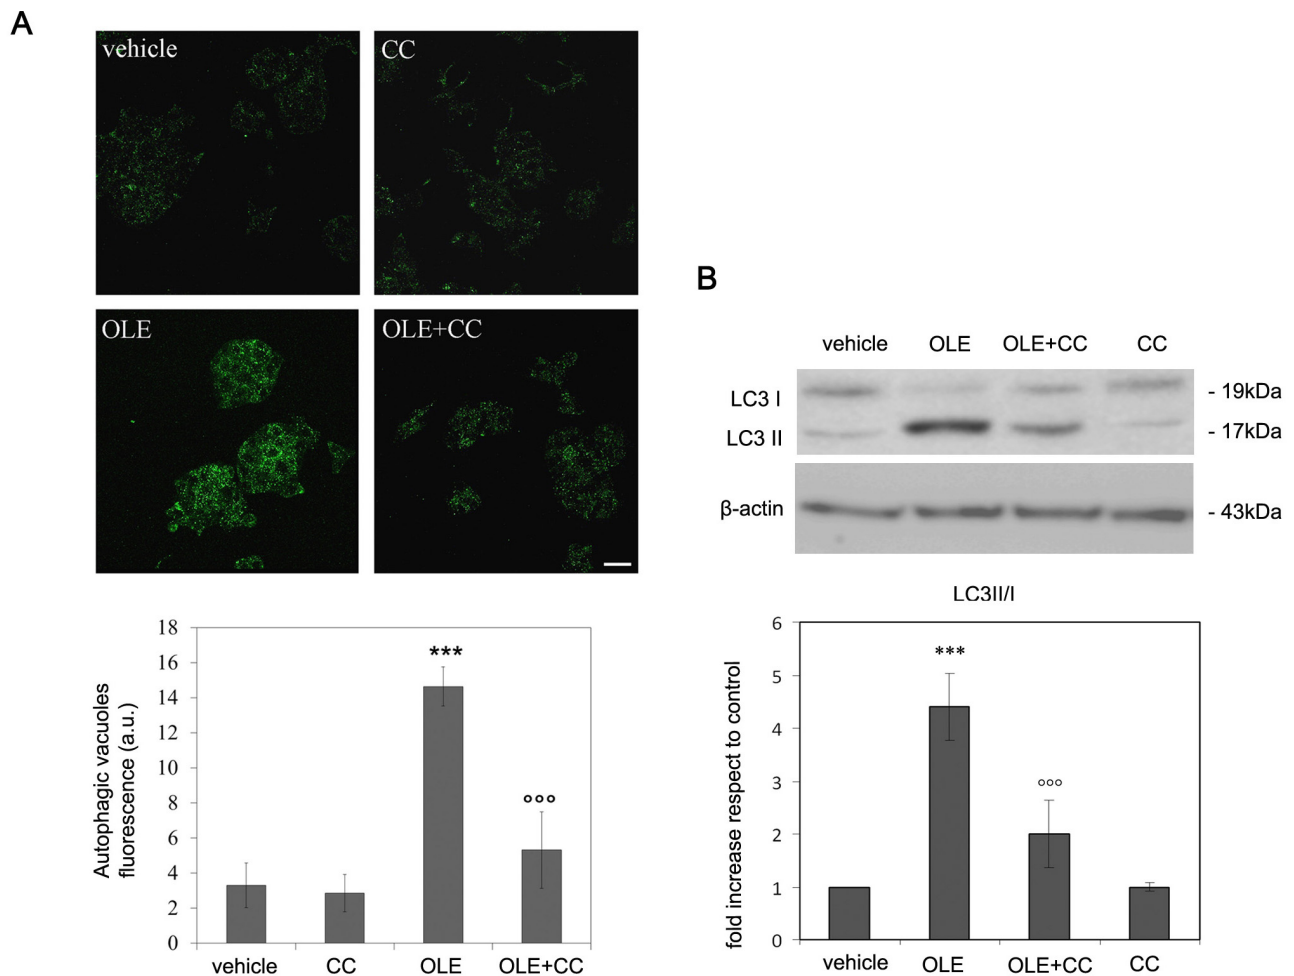 A
vehicle
CC
OLE
OLE+CC
18
16
14
12
10
8
6
4
2
0
Autophagic vacuoles
fluorescence (a.u.)
***
°°°
vehicle CC OLE OLE+CC
B
vehicle OLE OLE+CC CC
LC3 I - 19kDa
LC3 II - 17kDa
β-actin - 43kDa
LC3II/I
6
5
4
3
2
1
0
fold increase respect to control
***
°°°
vehicle OLE OLE+CC CC